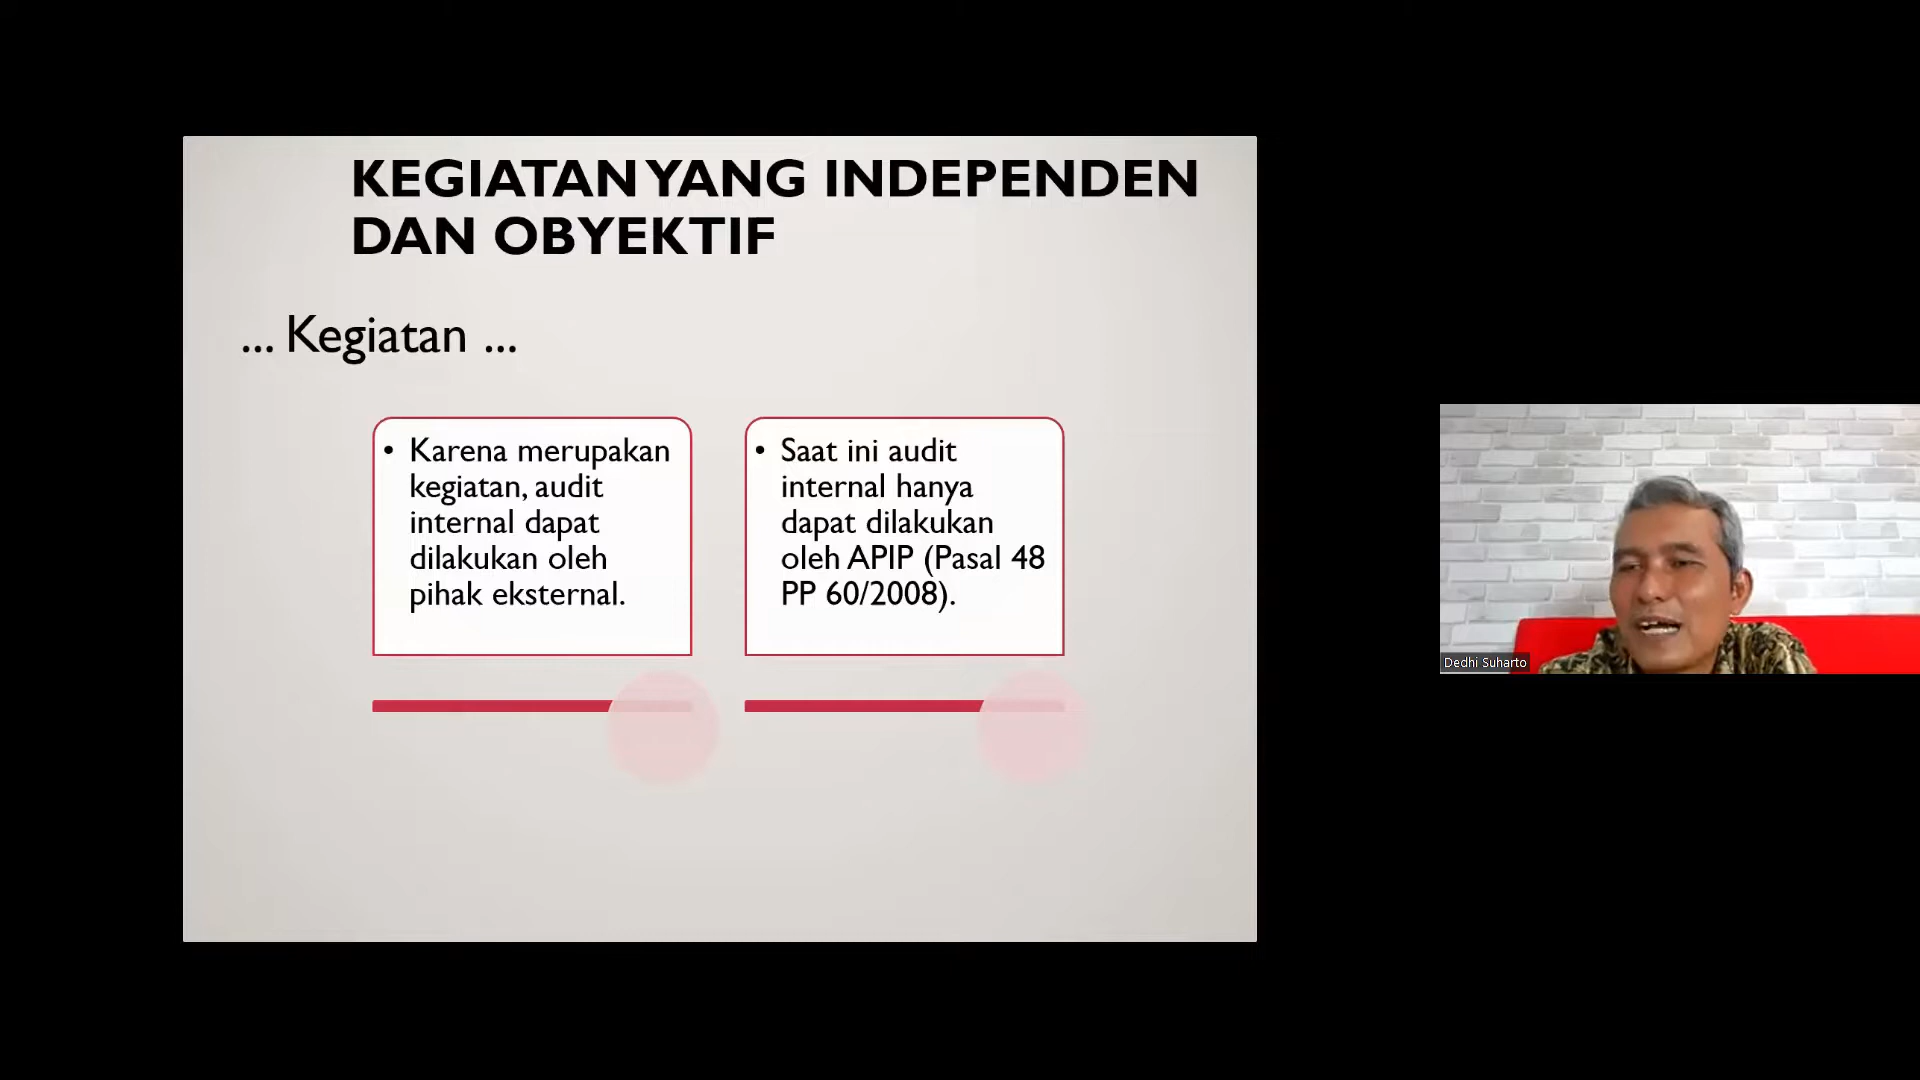 KEGIATAN YANG INDEPENDEN
DAN OBYEKTIF
... Kegiatan ...
• Karena merupakan
kegiatan, audit
internal dapat
dilakukan oleh
pihak eksternal.
• Saat ini audit
internal hanya
dapat dilakukan
oleh APIP (Pasal 48
PP 60/2008).
Dedhi Suharto